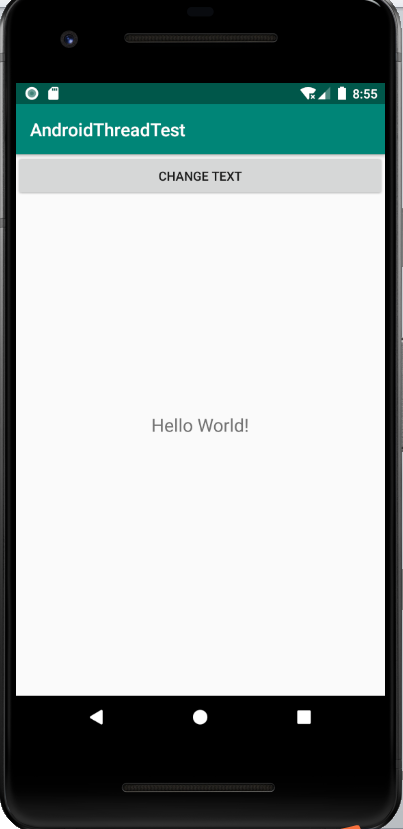 8:55
AndroidThreadTest
CHANGE TEXT
Hello World!